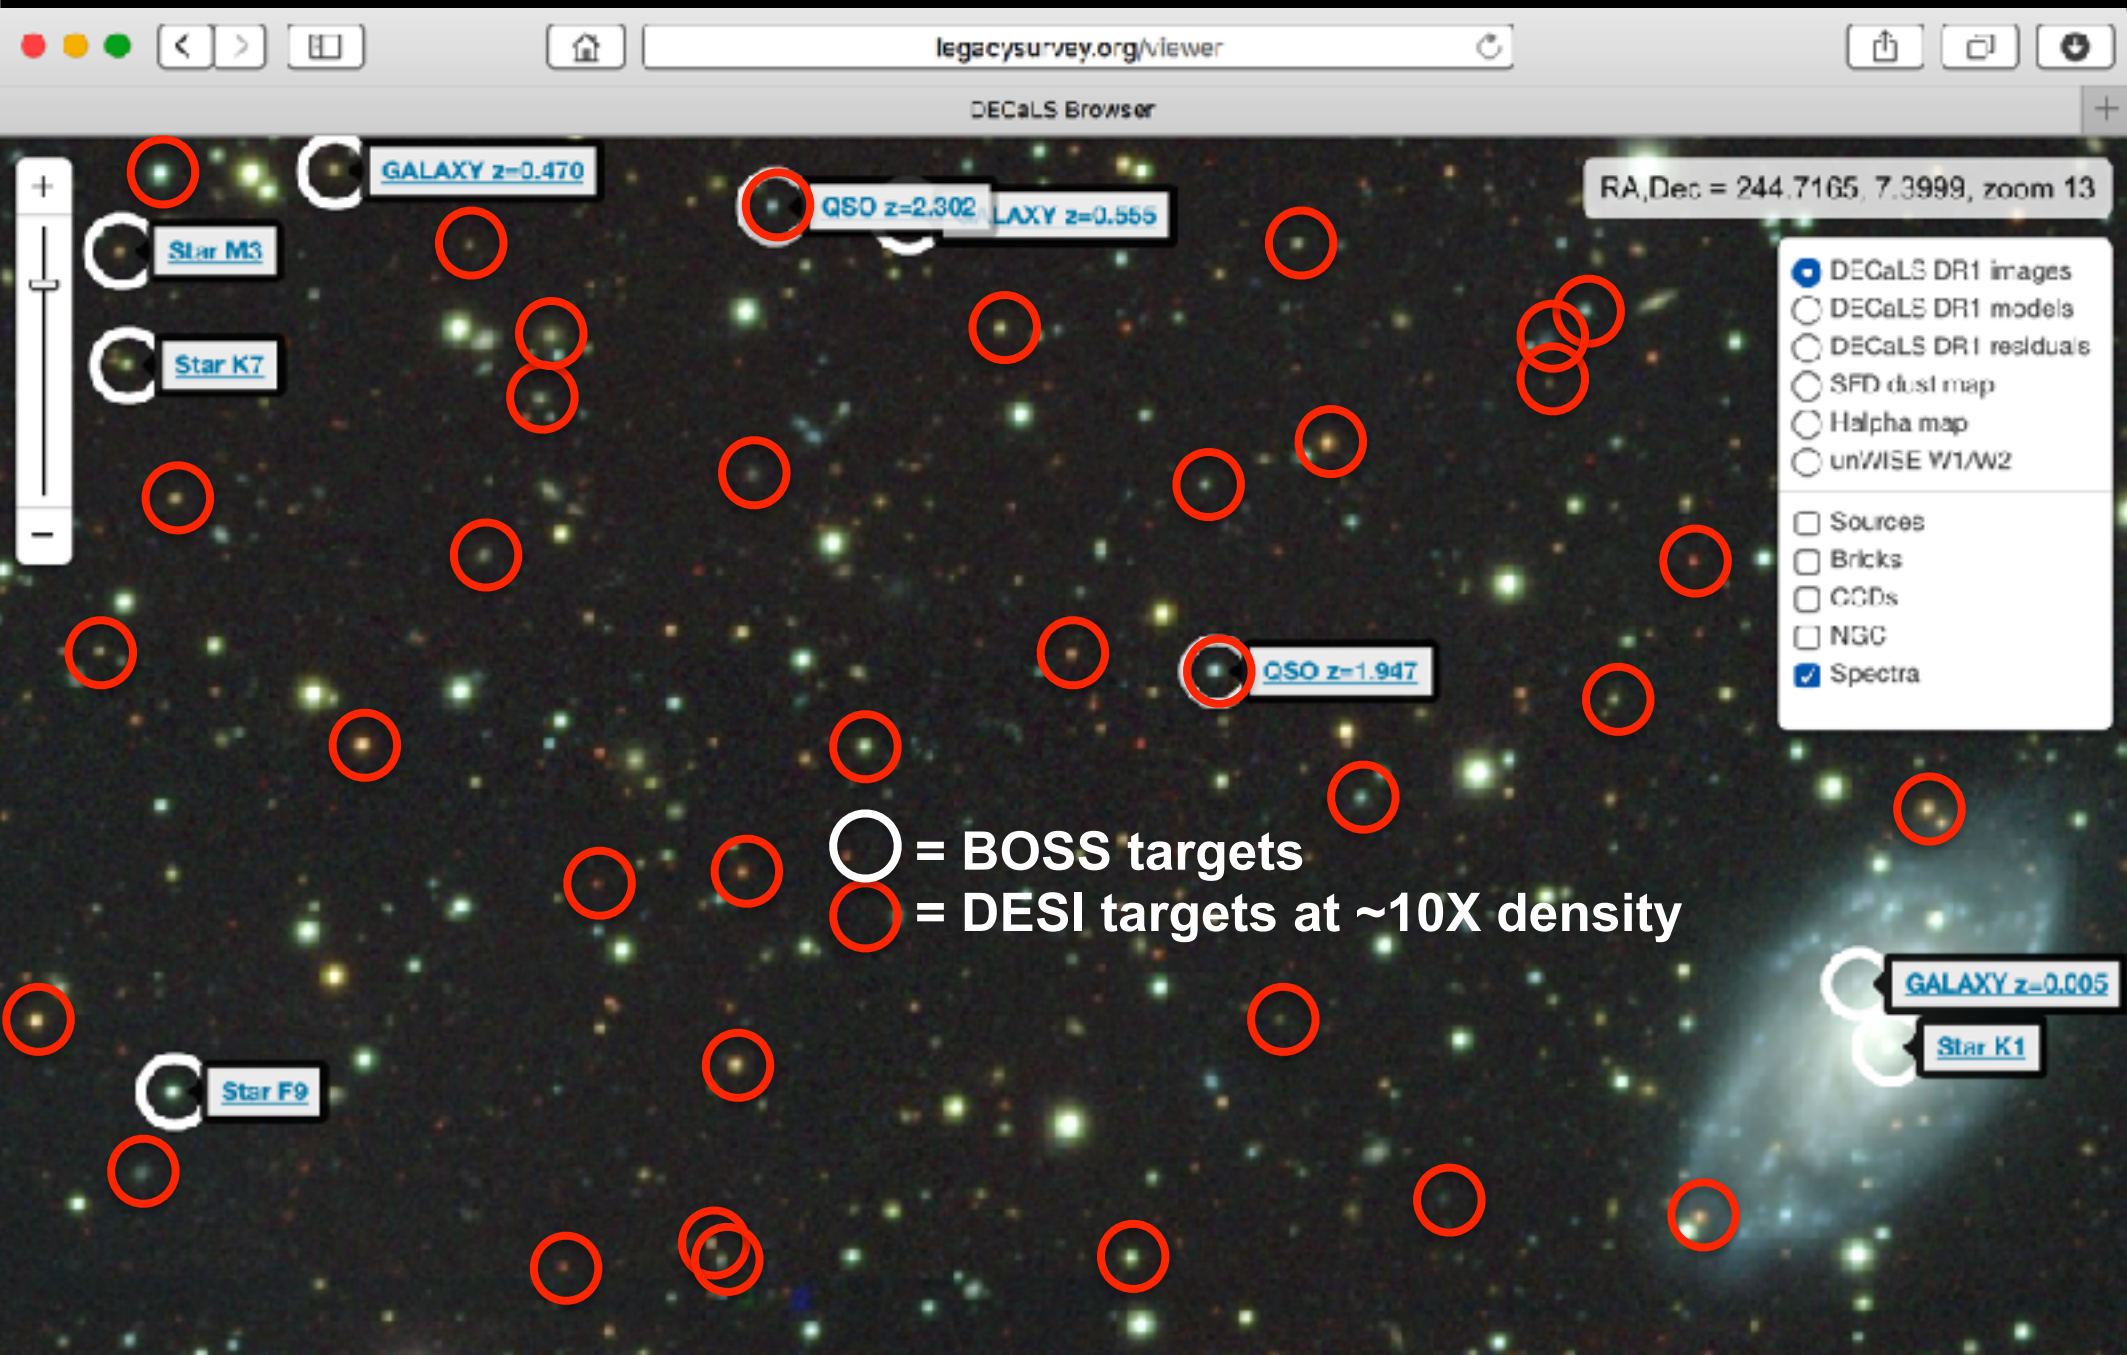 legacysurvey.org/viewer
DECaLS Browser
GALAXY z=0.470
QSO z=2.302
LAXY z=0.555
RA,Dec = 244.7165, 7.3999, zoom 13
Star M3
Star K7
DECaLS DR1 images
DECaLS DR1 models
DECaLS DR1 residuals
SFD dust map
Halpha map
unWISE W1/W2
Sources
Bricks
CCDs
NGC
Spectra
QSO z=1.947
= BOSS targets
= DESI targets at ~10X density
GALAXY z=0.005
Star K1
Star F9